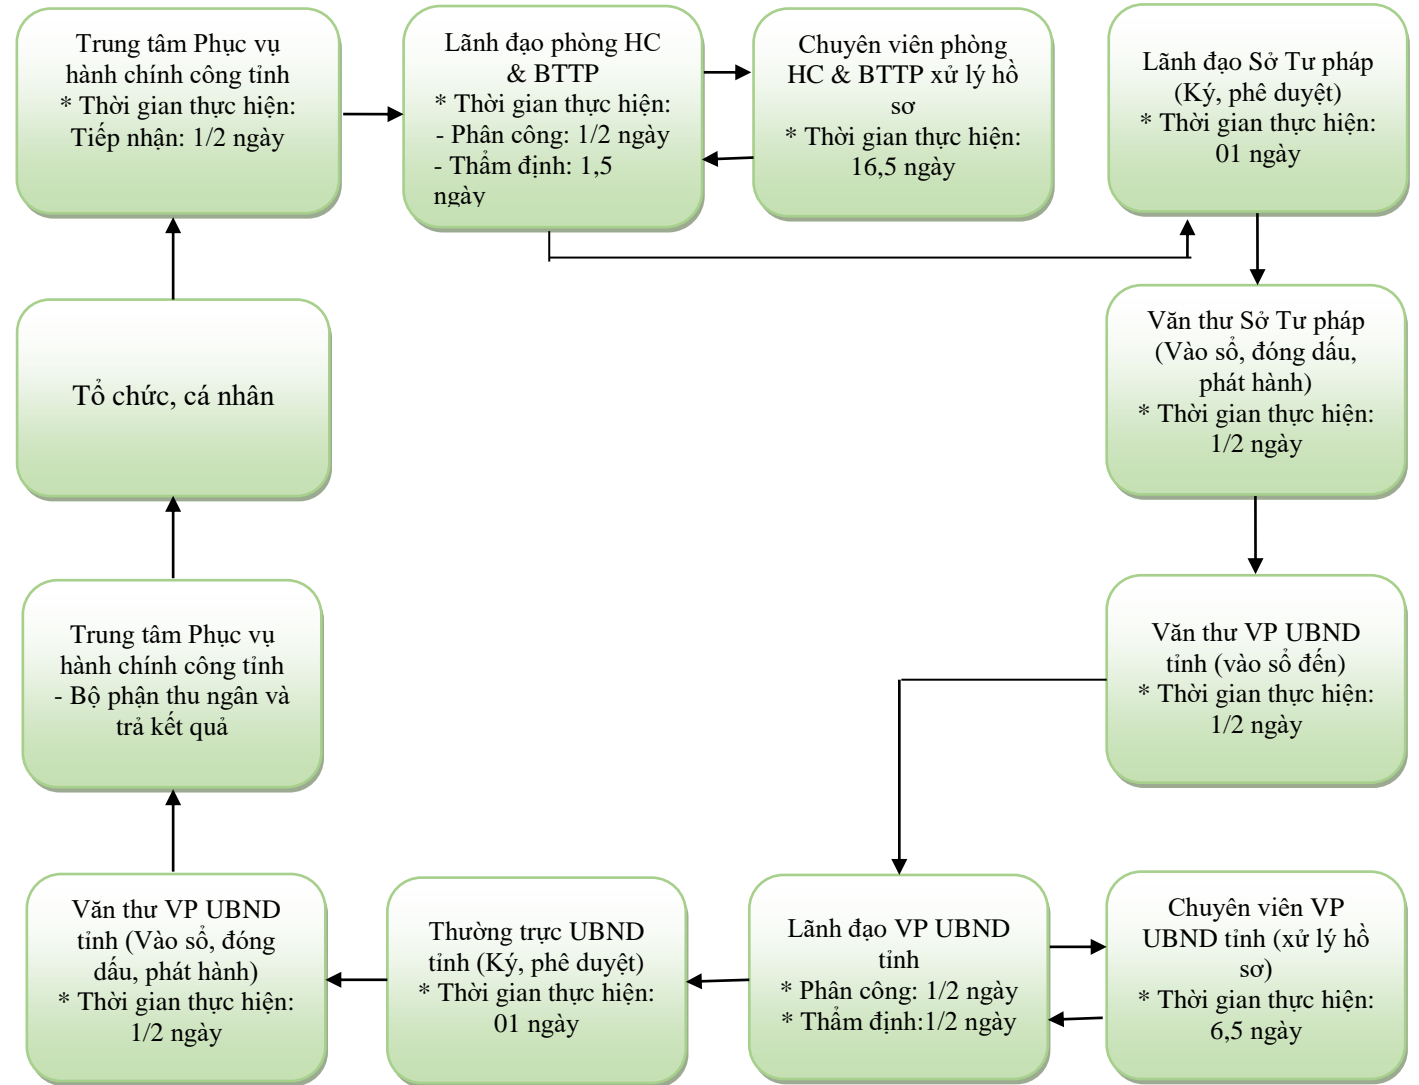 Trung tâm Phục vụ
hành chính công tỉnh
* Thời gian thực hiện:
Tiếp nhận: 1/2 ngày
Lãnh đạo phòng HC
& BTTP
* Thời gian thực hiện:
- Phân công: 1/2 ngày
- Thẩm định: 1,5
ngày
Chuyên viên phòng
HC & BTTP xử lý hồ
sơ
* Thời gian thực hiện:
16,5 ngày
Lãnh đạo Sở Tư pháp
(Ký, phê duyệt)
* Thời gian thực hiện:
01 ngày
Văn thư Sở Tư pháp
(Vào sổ, đóng dấu,
phát hành)
* Thời gian thực hiện:
1/2 ngày
Tổ chức, cá nhân
Văn thư VP UBND
tỉnh (vào sổ đến)
* Thời gian thực hiện:
1/2 ngày
Trung tâm Phục vụ
hành chính công tỉnh
- Bộ phận thu ngân và
trả kết quả
Văn thư VP UBND
tỉnh (Vào sổ, đóng
dấu, phát hành)
* Thời gian thực hiện:
1/2 ngày
Thường trực UBND
tỉnh (Ký, phê duyệt)
* Thời gian thực hiện:
01 ngày
Lãnh đạo VP UBND
tỉnh
* Phân công: 1/2 ngày
* Thẩm định:1/2 ngày
Chuyên viên VP
UBND tỉnh (xử lý hồ
sơ)
* Thời gian thực hiện:
6,5 ngày